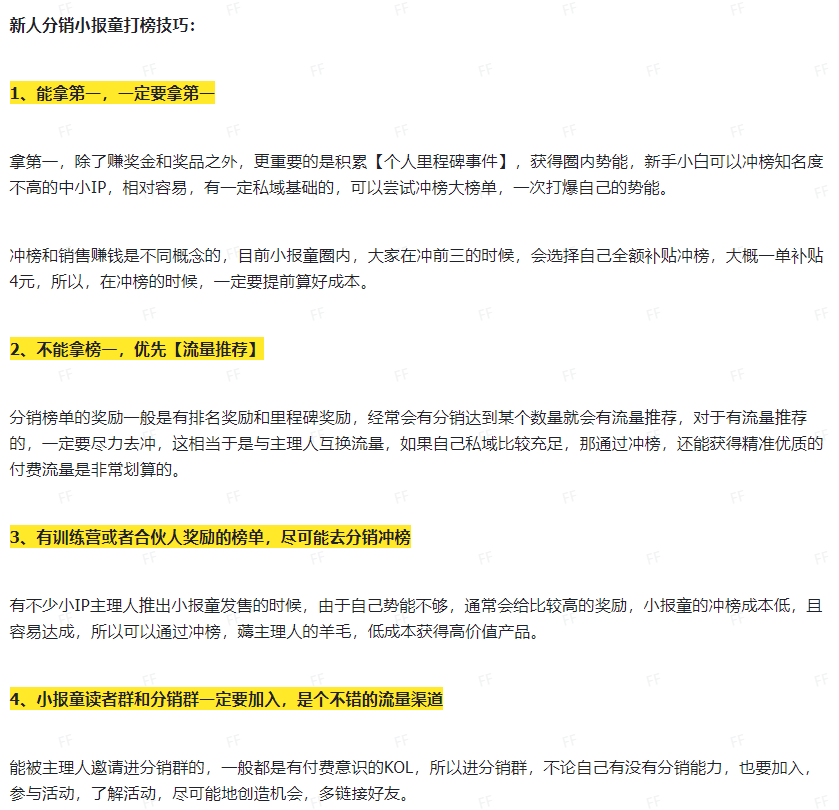 新人分销小报童打榜技巧：
1、能拿第一，一定要拿第一
拿第一，除了赚奖金和奖品之外，更重要的是积累【个人里程碑事件】，获得圈内势能，新手小白可以冲榜知名度
不高的中小IP，相对容易，有一定私域基础的，可以尝试冲榜大榜单，一次打爆自己的势能。
冲榜和销售赚钱是不同概念的，目前小报童圈内，大家在冲前三的时候，会选择自己全额补贴冲榜，大概一单补贴
4元，所以，在冲榜的时候，一定要提前算好成本。
2、不能拿榜一，优先【流量推荐】
分销榜单的奖励一般是有排名奖励和里程碑奖励，经常会有分销达到某个数量就会有流量推荐，对于有流量推荐
的，一定要尽力去冲，这相当于是与主理人互换流量，如果自己私域比较充足，那通过冲榜，还能获得精准优质的
付费流量是非常划算的。
3、有训练营或者合伙人奖励的榜单，尽可能去分销冲榜
有不少小IP主理人推出小报童发售的时候，由于自己势能不够，通常会给比较高的奖励，小报童的冲榜成本低，且
容易达成，所以可以通过冲榜，薅主理人的羊毛，低成本获得高价值产品。
4、小报童读者群和分销群一定要加入，是个不错的流量渠道
能被主理人邀请进分销群的，一般都是有付费意识的KOL，所以进分销群，不论自己有没有分销能力，也要加入，
参与活动，了解活动，尽可能地创造机会，多链接好友。